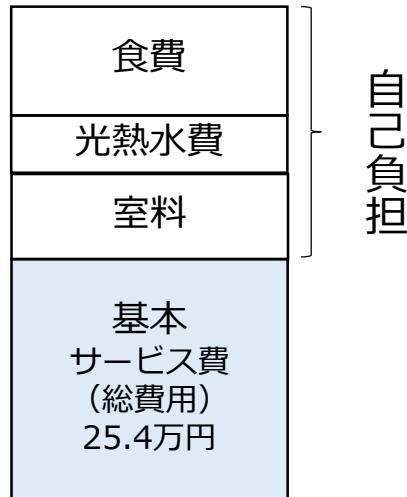 食費
光熱水費
室料
自己負担
基本
サービス費
（総費用）
25.4万円